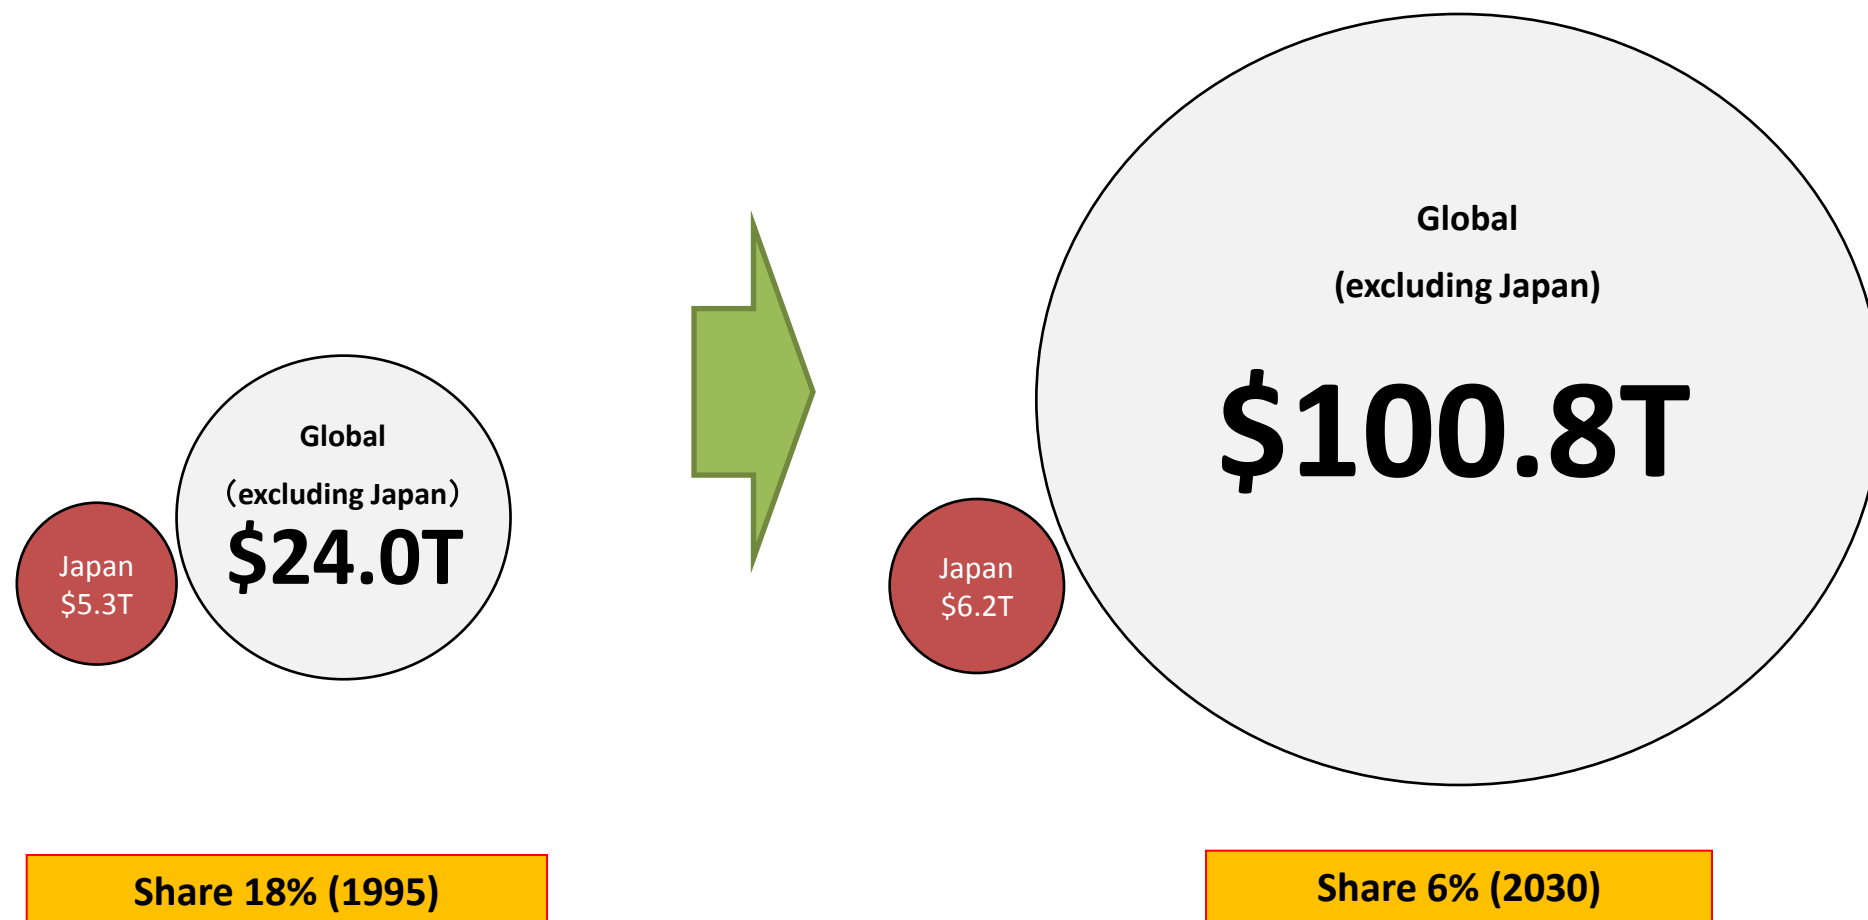 Global
（excluding Japan）
$24.0T
Japan
$5.3T
Share 18% (1995)
Global
(excluding Japan)
$100.8T
Japan
$6.2T
Share 6% (2030)